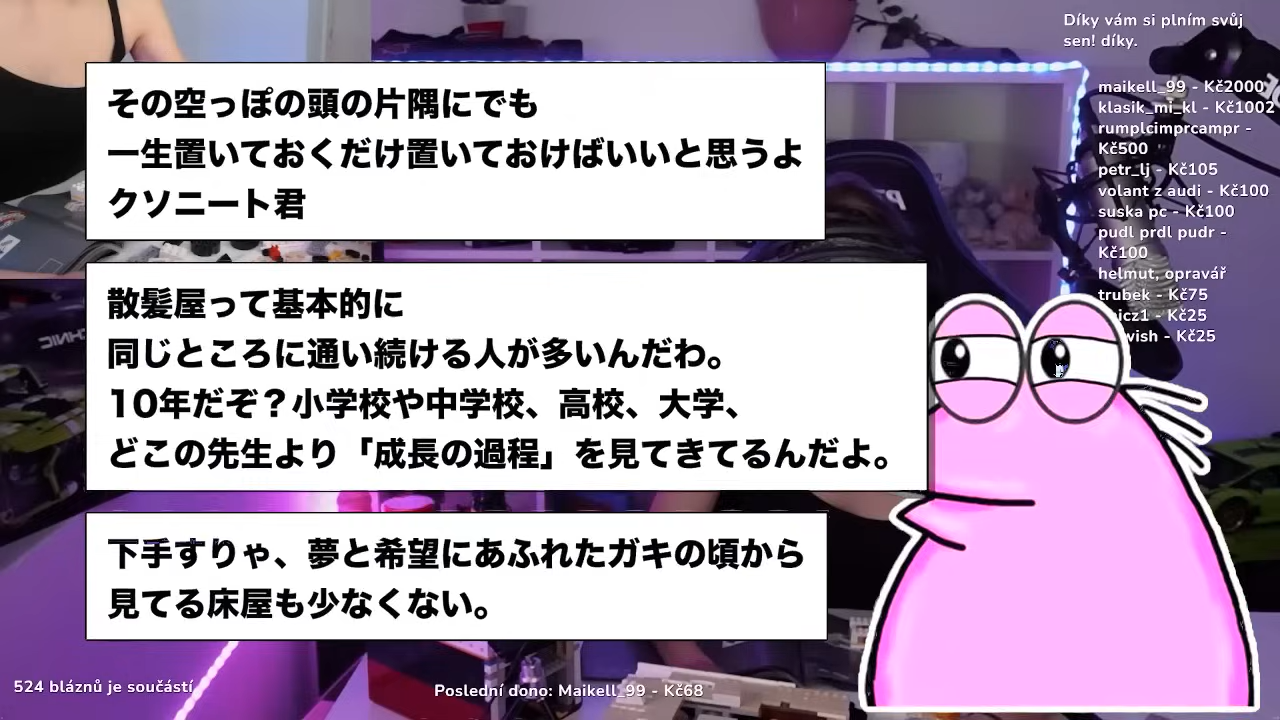 その空っぽの頭の片隅にでも
一生置いておくだけ置いておけばいいと思うよ
クソニート君
散髪屋って基本的に
同じところに通い続ける人が多いんだわ。
10年だぞ？小学校や中学校、高校、大学、
どこの先生より「成長の過程」を見てきてるんだよ。
下手すりゃ、夢と希望にあふれたガキの頃から
見てる床屋も少なくない。
Díky vám si plním svůj
sen! díky.
maikell_99 - Kč2000
klasik_mi_kl - Kč1002
rumplcimprcampr -
Kč500
petr_lj - Kč105
volant z audi - Kč100
suska pc - Kč100
pudl prdl pudr -
Kč100
helmut, opravář
trubek - Kč75
- Kč25
- Kč25
524 bláznů je součástí
Poslední dono: Maikell_99 - Kč68